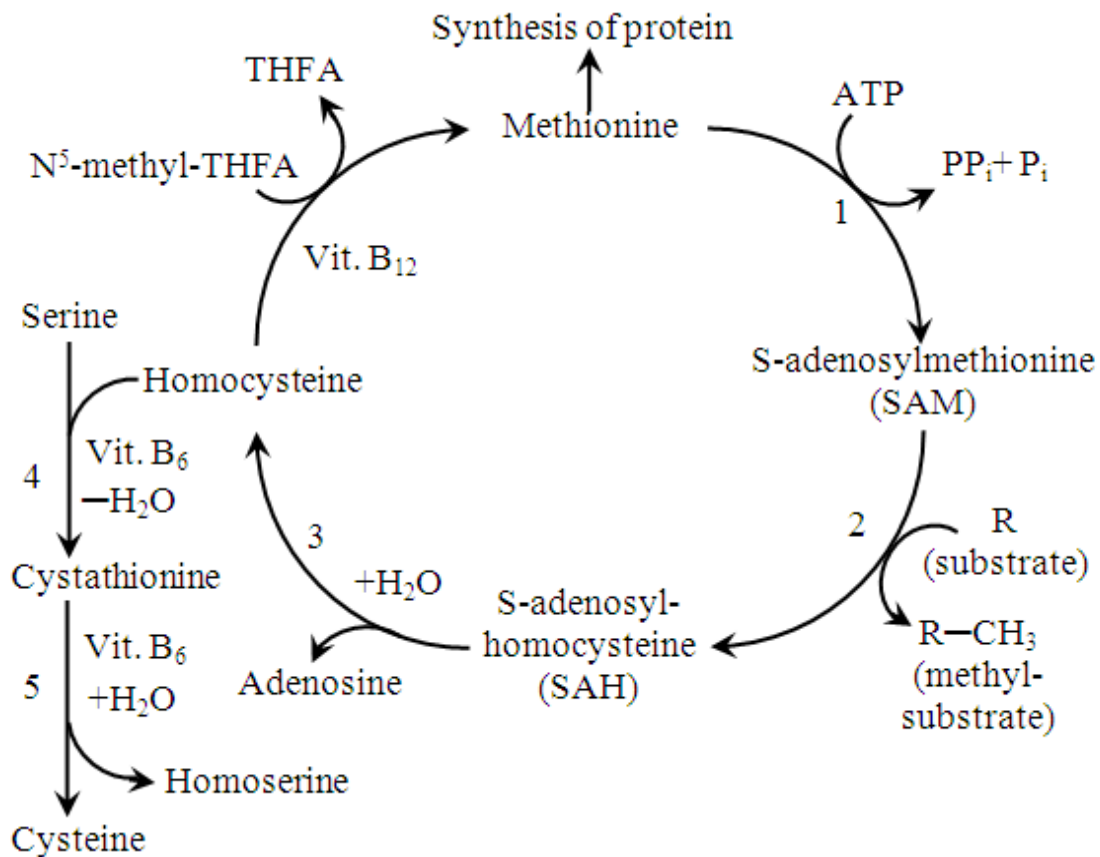 Synthesis of protein
THFA
ATP
Methionine
N⁵-methyl-THFA
PPᵢ+ Pᵢ
1
Vit. B₁₂
Serine
Homocysteine
S-adenosylmethionine
(SAM)
Vit. B₆
4
−H₂O
3
2
R
(substrate)
Cystathionine
+H₂O
S-adenosyl-
homocysteine
(SAH)
R−CH₃
(methyl-
substrate)
Vit. B₆
5
+H₂O
Adenosine
Homoserine
Cysteine